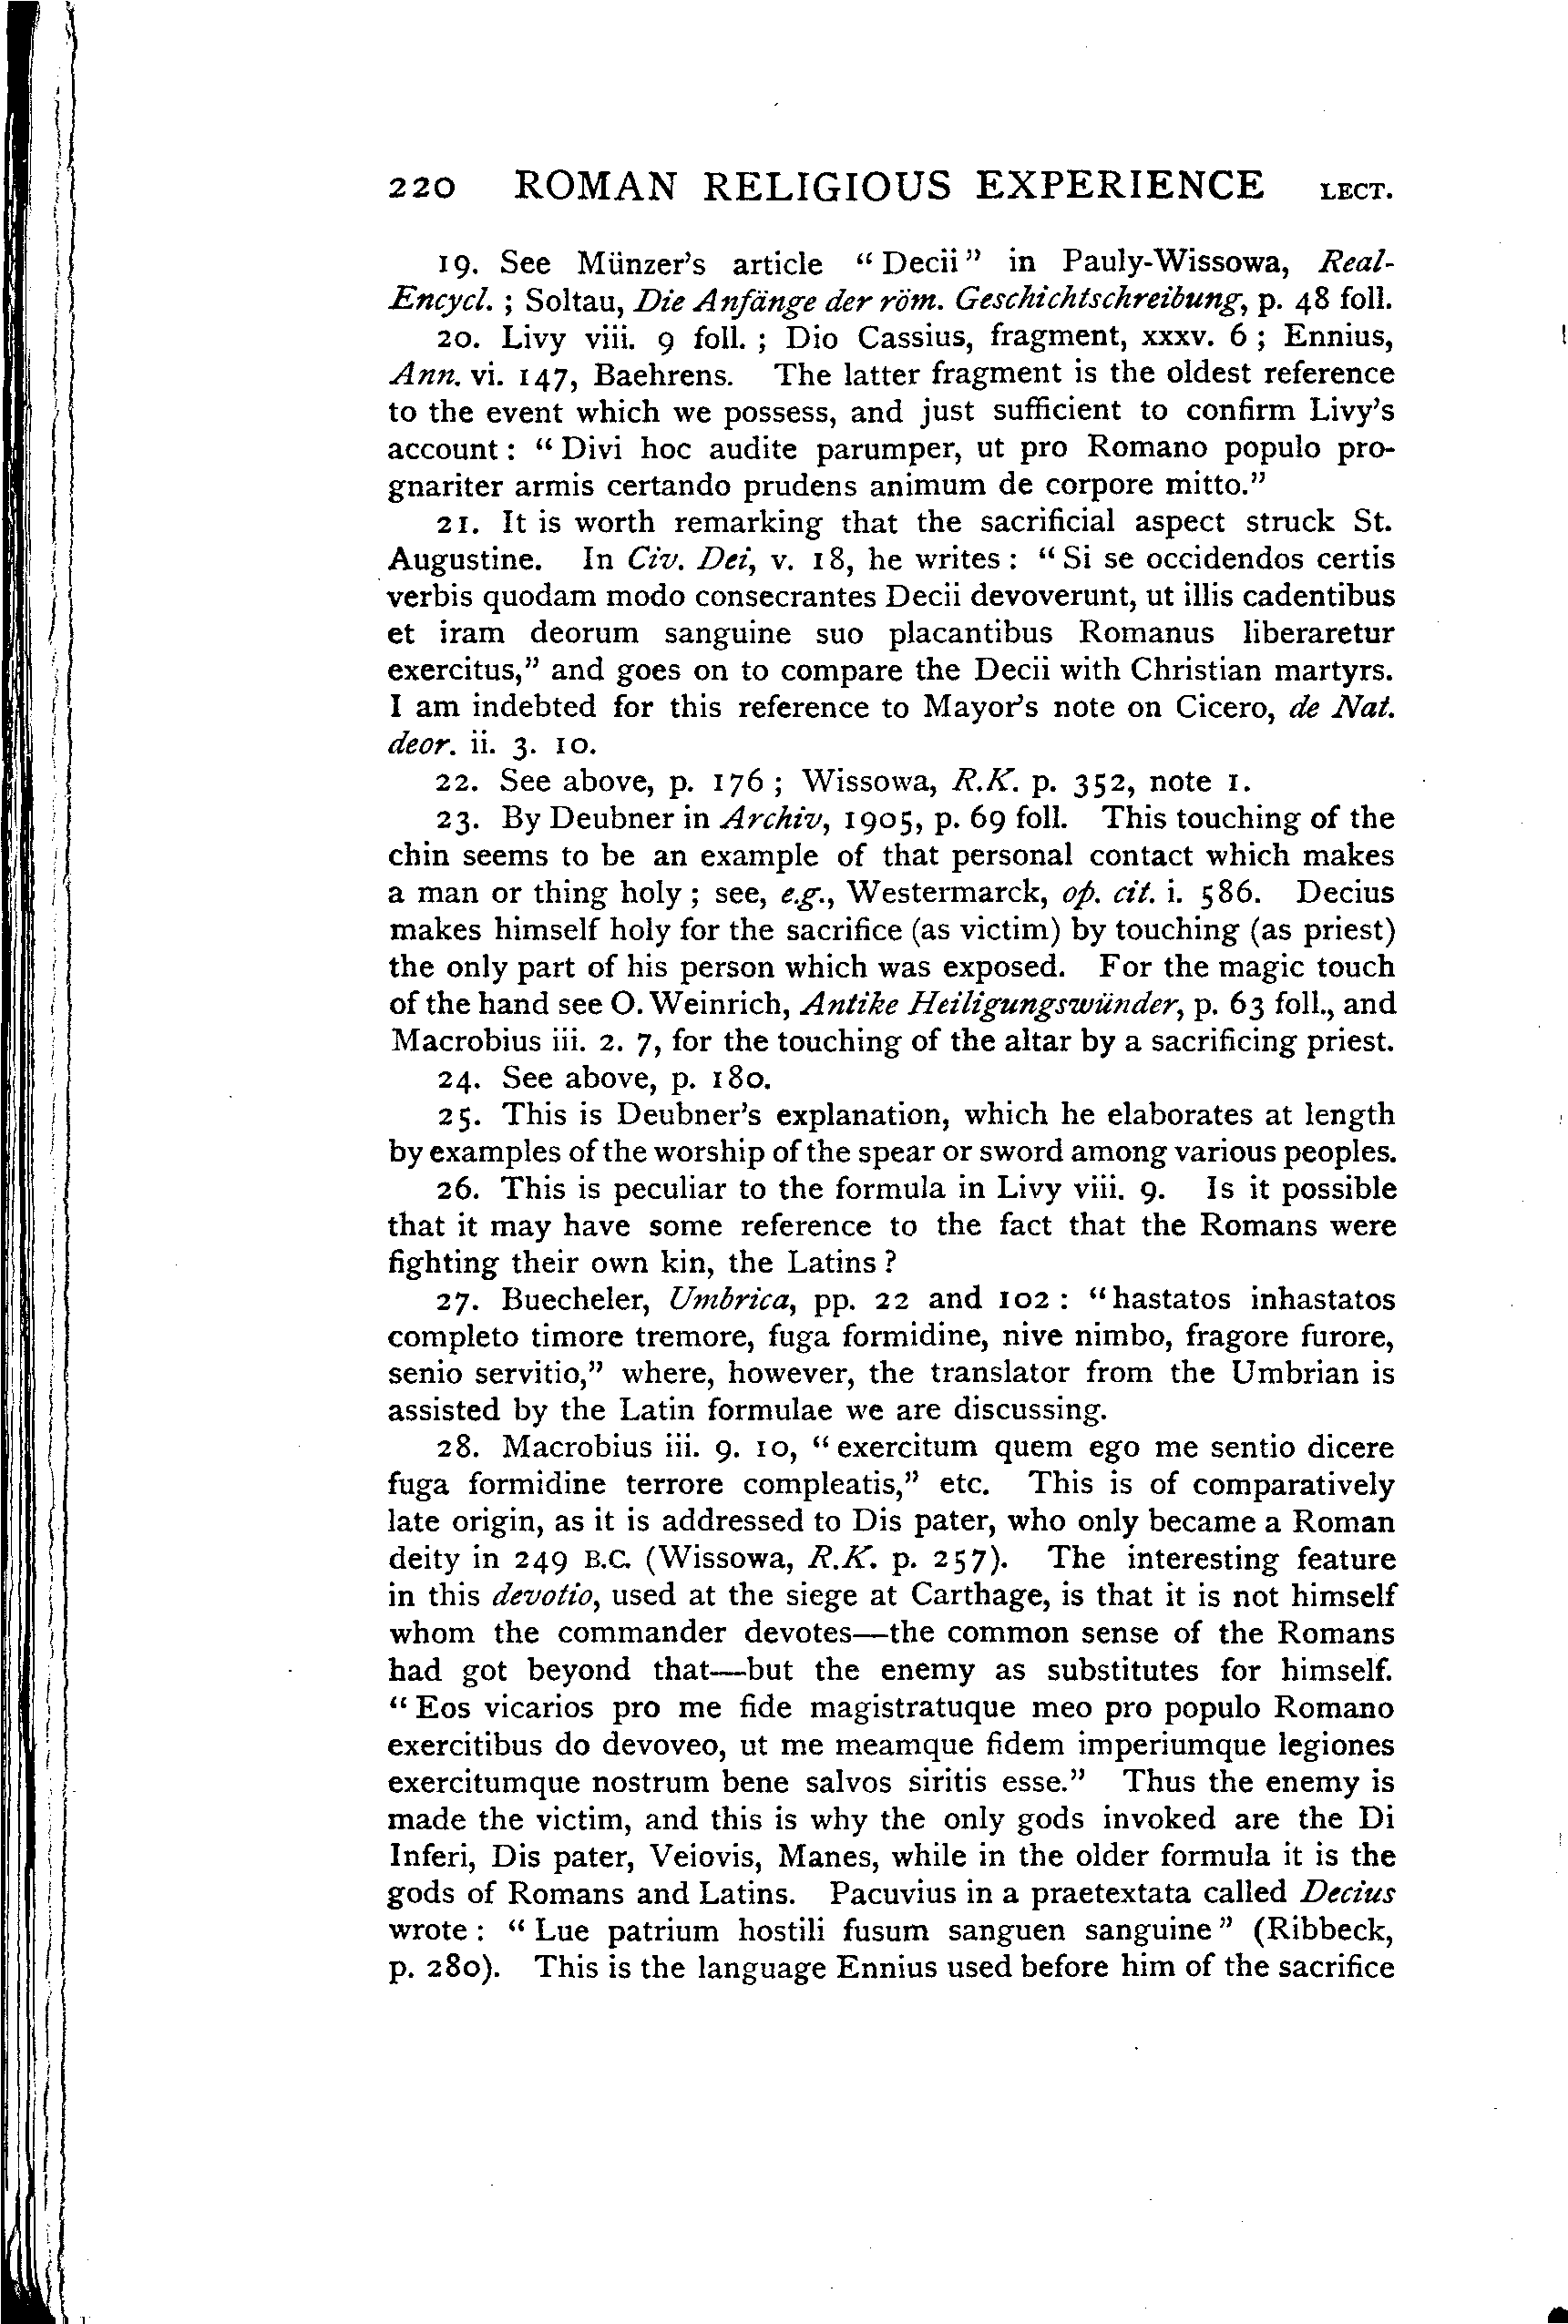 220 ROMAN RELIGIOUS EXPERIENCE LECT.
19. See Münzer's article "Decii" in Pauly-Wissowa, Real-
Encycl. ; Soltau, Die Anfänge der röm. Geschichtschreibung, p. 48 foll.
20. Livy viii. 9 foll. ; Dio Cassius, fragment, xxxv. 6 ; Ennius,
Ann. vi. 147, Baehrens. The latter fragment is the oldest reference
to the event which we possess, and just sufficient to confirm Livy's
account : "Divi hoc audite parumper, ut pro Romano populo pro-
gnariter armis certando prudens animum de corpore mitto."
21. It is worth remarking that the sacrificial aspect struck St.
Augustine. In Civ. Dei, v. 18, he writes : "Si se occidendos certis
verbis quodam modo consecrantes Decii devoverunt, ut illis cadentibus
et iram deorum sanguine suo placantibus Romanus liberaretur
exercitus," and goes on to compare the Decii with Christian martyrs.
I am indebted for this reference to Mayor's note on Cicero, de Nat.
deor. ii. 3. 10.
22. See above, p. 176 ; Wissowa, R.K. p. 352, note 1.
23. By Deubner in Archiv, 1905, p. 69 foll. This touching of the
chin seems to be an example of that personal contact which makes
a man or thing holy ; see, e.g., Westermarck, op. cit. i. 586. Decius
makes himself holy for the sacrifice (as victim) by touching (as priest)
the only part of his person which was exposed. For the magic touch
of the hand see O. Weinrich, Antike Heiligungswünder, p. 63 foll., and
Macrobius iii. 2. 7, for the touching of the altar by a sacrificing priest.
24. See above, p. 180.
25. This is Deubner's explanation, which he elaborates at length
by examples of the worship of the spear or sword among various peoples.
26. This is peculiar to the formula in Livy viii. 9. Is it possible
that it may have some reference to the fact that the Romans were
fighting their own kin, the Latins ?
27. Buecheler, Umbrica, pp. 22 and 102 : "hastatos inhastatos
completo timore tremore, fuga formidine, nive nimbo, fragore furore,
senio servitio," where, however, the translator from the Umbrian is
assisted by the Latin formulae we are discussing.
28. Macrobius iii. 9. 10, "exercitum quem ego me sentio dicere
fuga formidine terrore compleatis," etc. This is of comparatively
late origin, as it is addressed to Dis pater, who only became a Roman
deity in 249 B.C. (Wissowa, R.K. p. 257). The interesting feature
in this devotio, used at the siege at Carthage, is that it is not himself
whom the commander devotes—the common sense of the Romans
had got beyond that—but the enemy as substitutes for himself.
"Eos vicarios pro me fide magistratuque meo pro populo Romano
exercitibus do devoveo, ut me meamque fidem imperiumque legiones
exercitumque nostrum bene salvos siritis esse." Thus the enemy is
made the victim, and this is why the only gods invoked are the Di
Inferi, Dis pater, Veiovis, Manes, while in the older formula it is the
gods of Romans and Latins. Pacuvius in a praetextata called Decius
wrote : "Lue patrium hostili fusum sanguen sanguine" (Ribbeck,
p. 280). This is the language Ennius used before him of the sacrifice